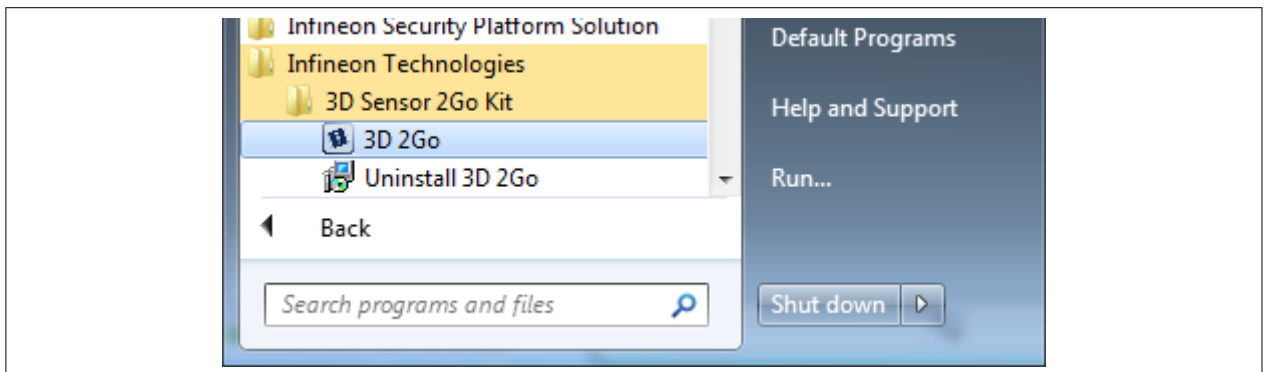 Infineon Security Platform Solution
Infineon Technologies
3D Sensor 2Go Kit
3D 2Go
Uninstall 3D 2Go
Back
Search programs and files
Default Programs
Help and Support
Run...
Shut down